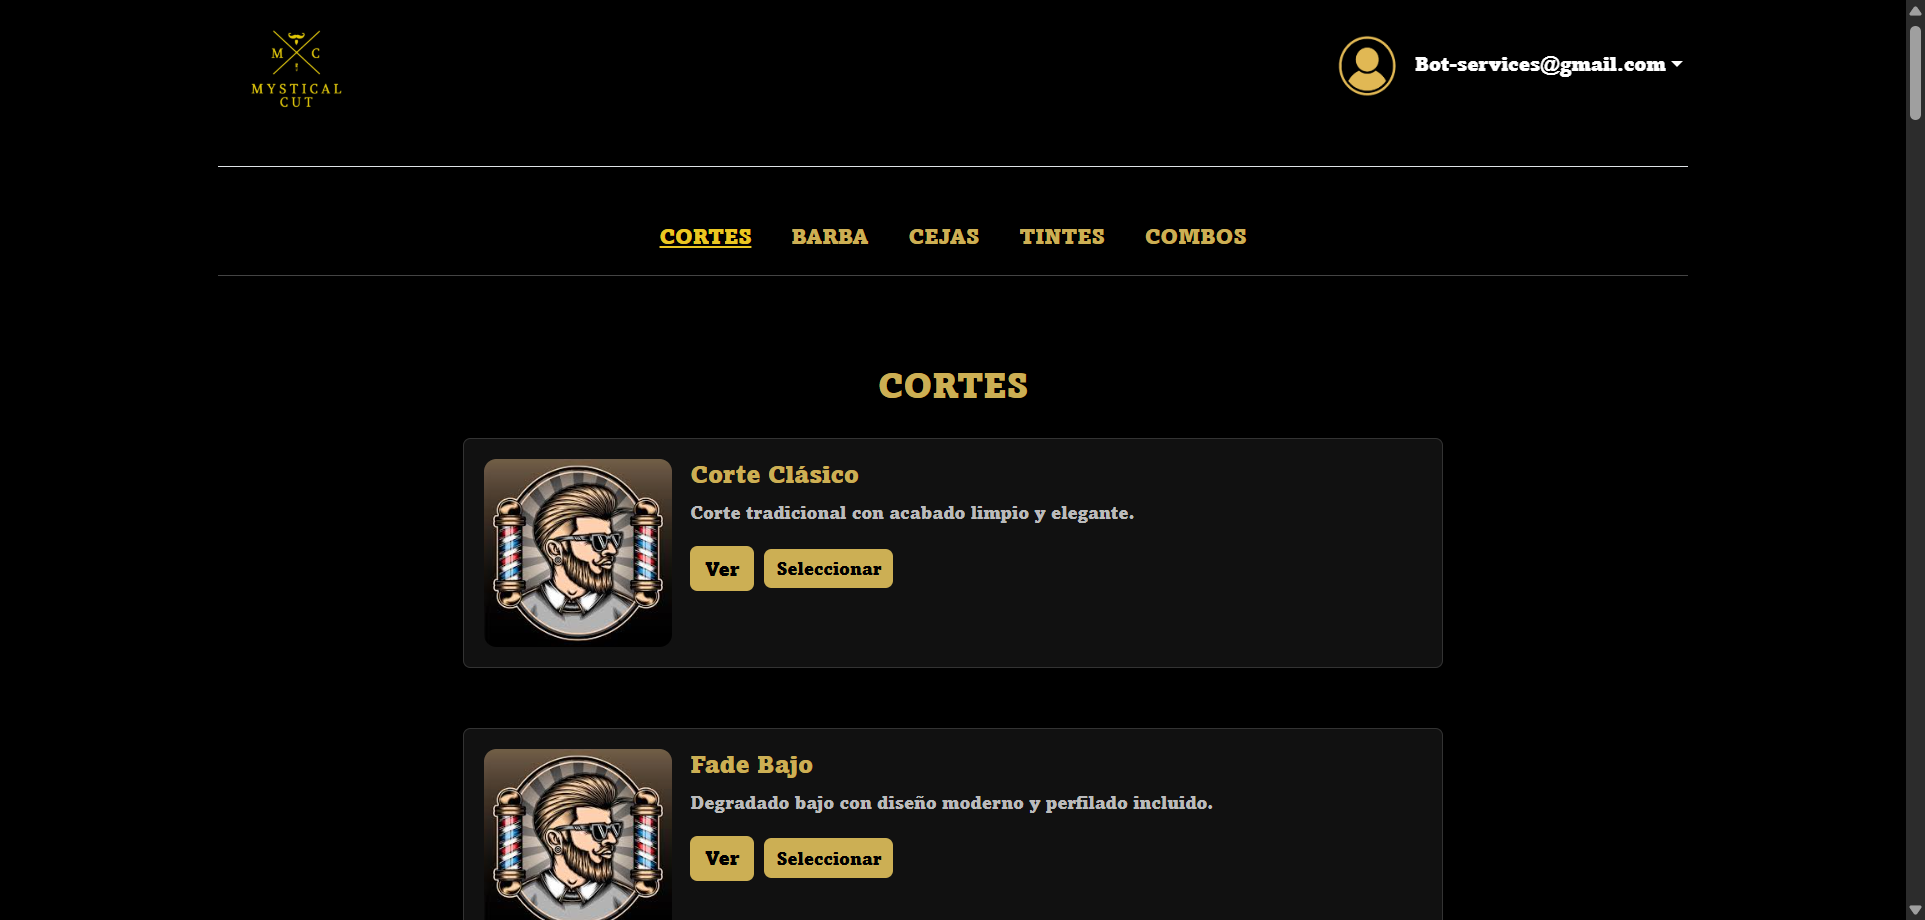 M C
MYSTICAL
CUT
Bot-services@gmail.com
CORTES BARBA CEJAS TINTES COMBOS
CORTES
Corte Clásico
Corte tradicional con acabado limpio y elegante.
Ver Seleccionar
Fade Bajo
Degradado bajo con diseño moderno y perfilado incluido.
Ver Seleccionar